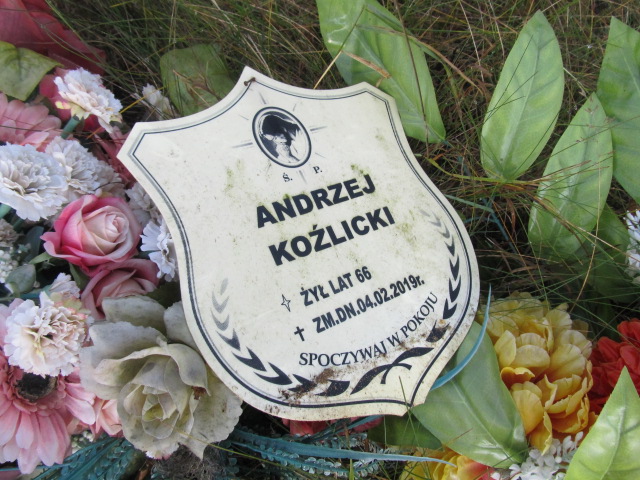 Ś. P.
ANDRZEJ
KOŹLICKI
ŻYŁ LAT 66
ZM.DN.04.02.2019r.
SPOCZYWAJ W POKOJU